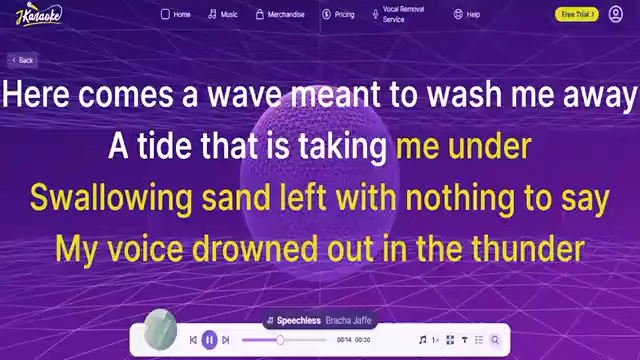 JKaraoke
Home
Music
Merchandise
Pricing
Vocal Removal
Service
Help
Free Trial
Back
Here comes a wave meant to wash me away
A tide that is taking me under
Swallowing sand left with nothing to say
My voice drowned out in the thunder
Speechless Bracha Jaffe
00:14 00:30
1×
T